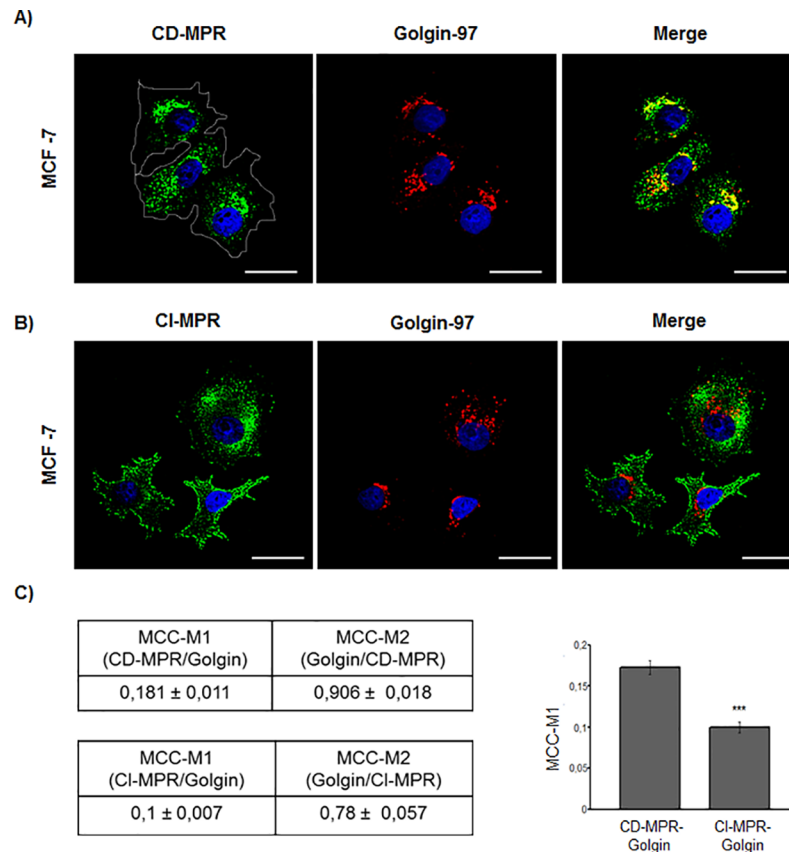 A)
CD-MPR Golgin-97 Merge
MCF -7
B)
CI-MPR Golgin-97 Merge
MCF -7
C)
MCC-M1 MCC-M2
(CD-MPR/Golgin) (Golgin/CD-MPR)
0,181 ± 0,011 0,906 ± 0,018
MCC-M1 MCC-M2
(CI-MPR/Golgin) (Golgin/CI-MPR)
0,1 ± 0,007 0,78 ± 0,057
MCC-M1
0,2
0,15
0,1
0,05
0
***
CD-MPR- CI-MPR-
Golgin Golgin